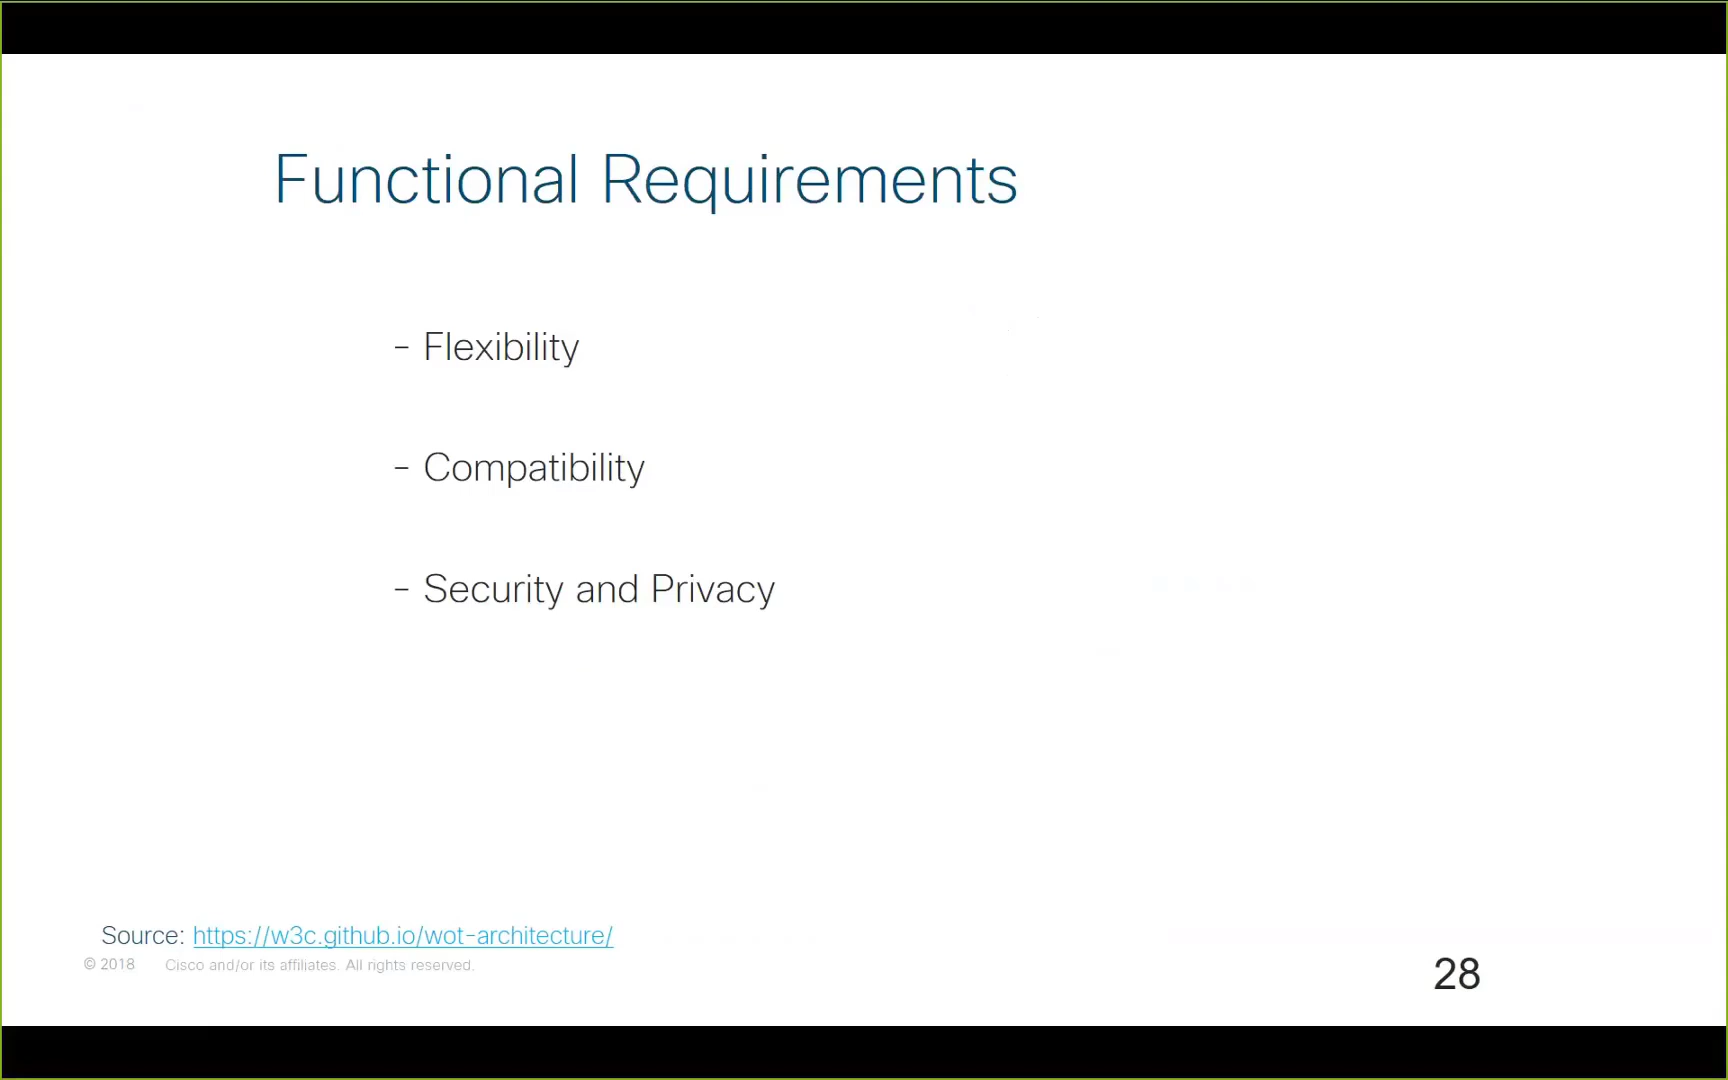 Functional Requirements
- Flexibility
- Compatibility
- Security and Privacy
Source: https://w3c.github.io/wot-architecture/
© 2018 Cisco and/or its affiliates. All rights reserved.
28